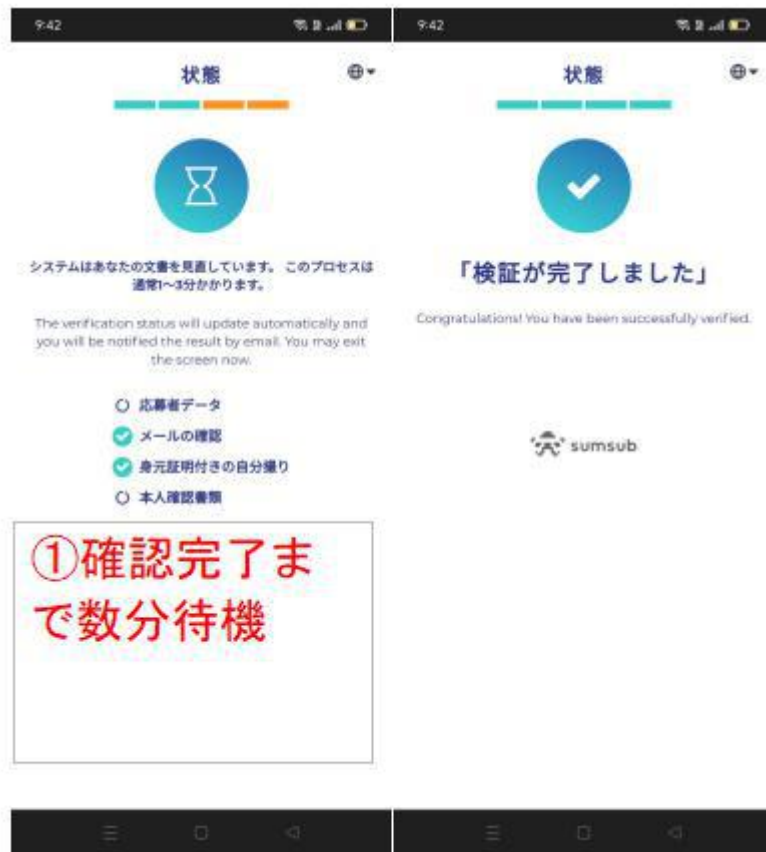 9:42
状態
システムはあなたの文書を見直しています。 このプロセスは
通常1〜3分かかります。
The verification status will update automatically and
you will be notified the result by email. You may exit
the screen now.
応募者データ
メールの確認
身元証明付きの自分撮り
本人確認書類
①確認完了ま
で数分待機
9:42
状態
「検証が完了しました」
Congratulations! You have been successfully verified.
sumsub